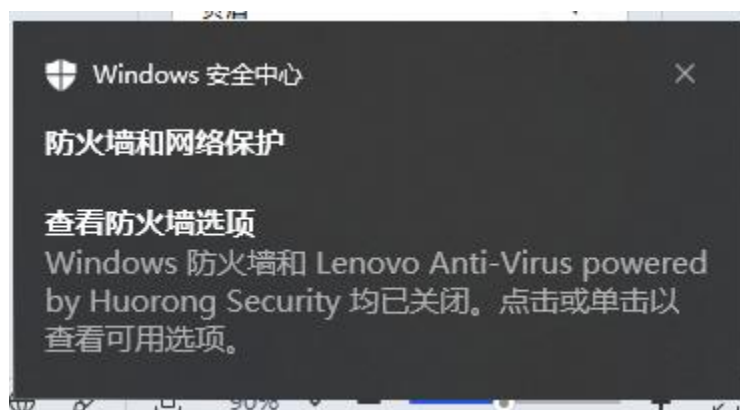 Windows 安全中心
防火墙和网络保护
查看防火墙选项
Windows 防火墙和 Lenovo Anti-Virus powered
by Huorong Security 均已关闭。点击或单击以
查看可用选项。
90%